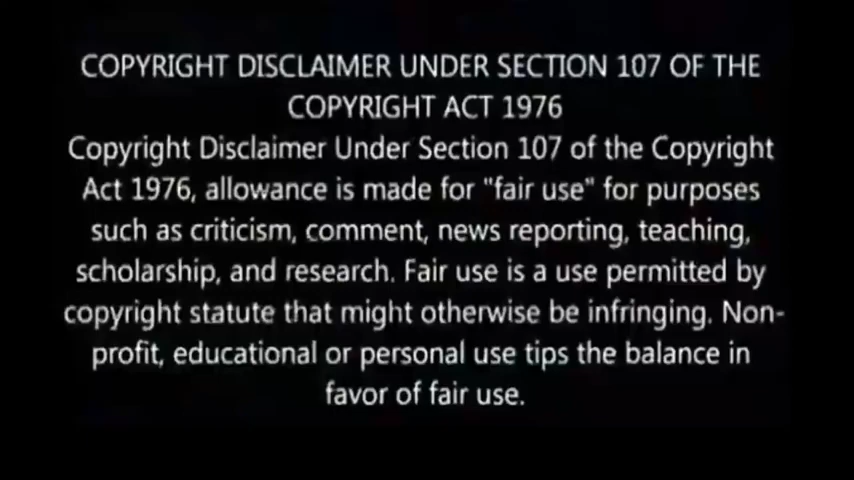 COPYRIGHT DISCLAIMER UNDER SECTION 107 OF THE
COPYRIGHT ACT 1976
Copyright Disclaimer Under Section 107 of the Copyright
Act 1976, allowance is made for "fair use" for purposes
such as criticism, comment, news reporting, teaching,
scholarship, and research. Fair use is a use permitted by
copyright statute that might otherwise be infringing. Non-
profit, educational or personal use tips the balance in
favor of fair use.